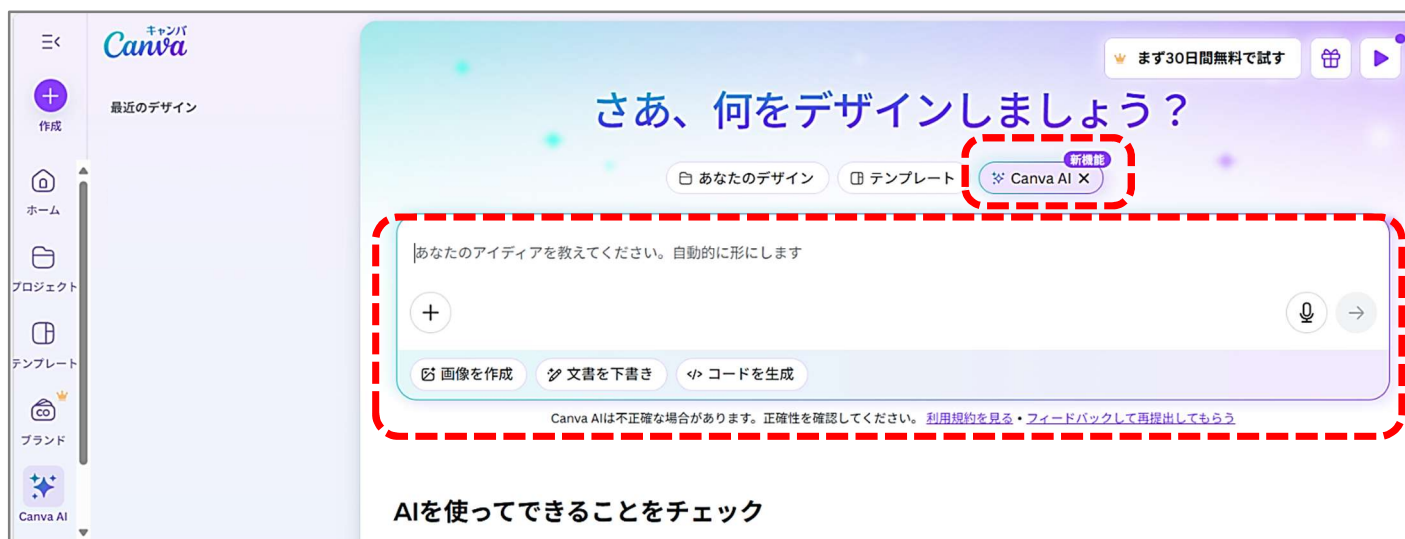 キャンバ
Canva
作成
ホーム
プロジェクト
テンプレート
ブランド
Canva AI
最近のデザイン
まず30日間無料で試す
さあ、何をデザインしましょう？
あなたのデザイン
テンプレート
Canva AI
新機能
あなたのアイディアを教えてください。自動的に形にします
画像を作成
文書を下書き
コードを生成
Canva AIは不正確な場合があります。正確性を確認してください。 利用規約を見る • フィードバックして再提出してもらう
AIを使ってできることをチェック